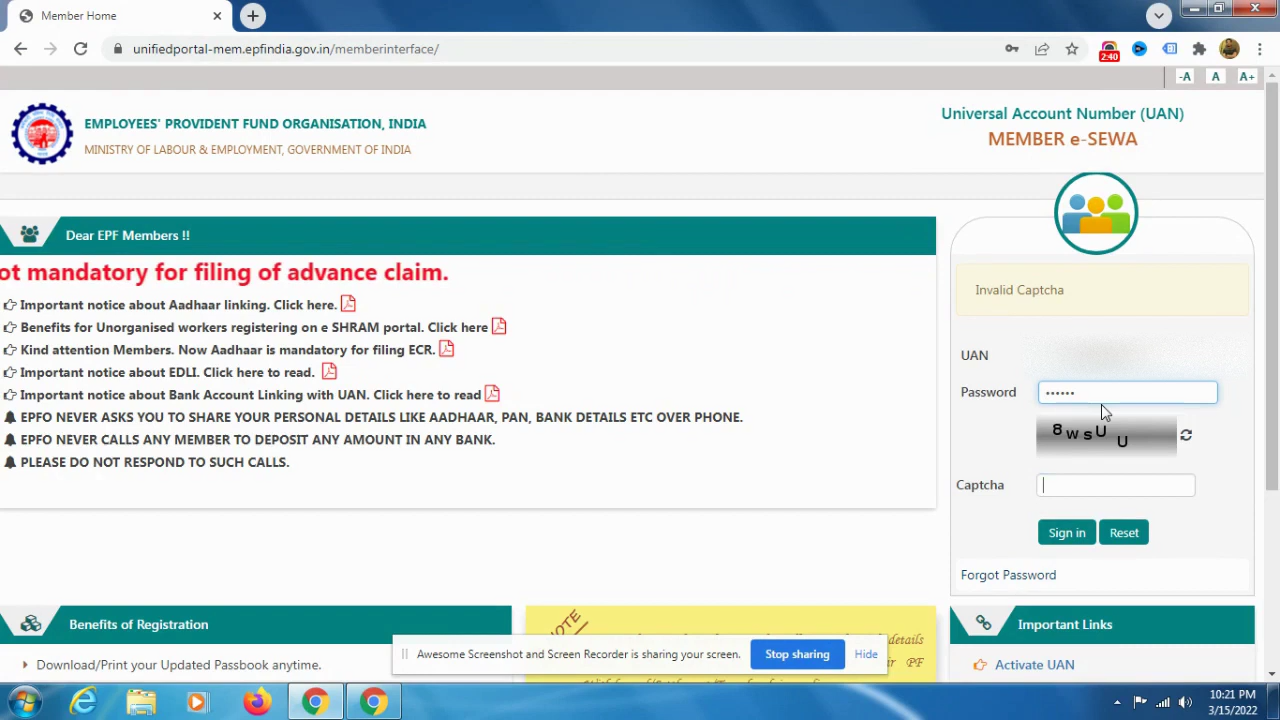 Member Home
unifiedportal-mem.epfindia.gov.in/memberinterface/
2:40
-A A A+
EMPLOYEES' PROVIDENT FUND ORGANISATION, INDIA
MINISTRY OF LABOUR & EMPLOYMENT, GOVERNMENT OF INDIA
Universal Account Number (UAN)
MEMBER e-SEWA
Dear EPF Members !!
ot mandatory for filing of advance claim.
Important notice about Aadhaar linking. Click here.
Benefits for Unorganised workers registering on e SHRAM portal. Click here
Kind attention Members. Now Aadhaar is mandatory for filing ECR.
Important notice about EDLI. Click here to read.
Important notice about Bank Account Linking with UAN. Click here to read
EPFO NEVER ASKS YOU TO SHARE YOUR PERSONAL DETAILS LIKE AADHAAR, PAN, BANK DETAILS ETC OVER PHONE.
EPFO NEVER CALLS ANY MEMBER TO DEPOSIT ANY AMOUNT IN ANY BANK.
PLEASE DO NOT RESPOND TO SUCH CALLS.
Invalid Captcha
UAN
Password ••••••
8wsUU
Captcha
Sign in Reset
Forgot Password
Benefits of Registration
Download/Print your Updated Passbook anytime.
NOTE
details
PF
Important Links
Activate UAN
Awesome Screenshot and Screen Recorder is sharing your screen. Stop sharing Hide
10:21 PM
3/15/2022